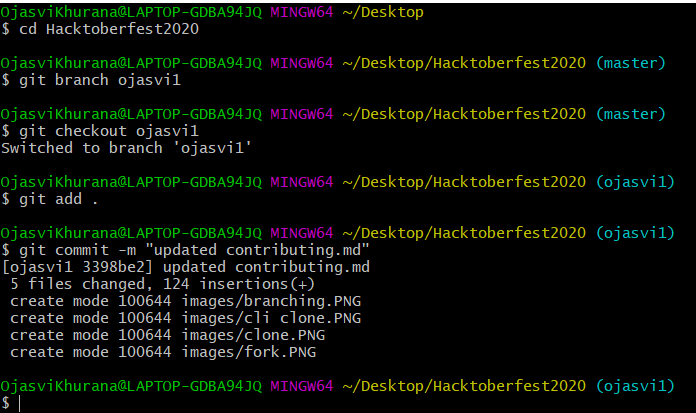 OjasviKhurana@LAPTOP-GDBA94JQ MINGW64 ~/Desktop
$ cd Hacktoberfest2020
OjasviKhurana@LAPTOP-GDBA94JQ MINGW64 ~/Desktop/Hacktoberfest2020 (master)
$ git branch ojasvi1
OjasviKhurana@LAPTOP-GDBA94JQ MINGW64 ~/Desktop/Hacktoberfest2020 (master)
$ git checkout ojasvi1
Switched to branch 'ojasvi1'
OjasviKhurana@LAPTOP-GDBA94JQ MINGW64 ~/Desktop/Hacktoberfest2020 (ojasvi1)
$ git add .
OjasviKhurana@LAPTOP-GDBA94JQ MINGW64 ~/Desktop/Hacktoberfest2020 (ojasvi1)
$ git commit -m "updated contributing.md"
[ojasvi1 3398be2] updated contributing.md
 5 files changed, 124 insertions(+)
 create mode 100644 images/branching.PNG
 create mode 100644 images/cli clone.PNG
 create mode 100644 images/clone.PNG
 create mode 100644 images/fork.PNG
OjasviKhurana@LAPTOP-GDBA94JQ MINGW64 ~/Desktop/Hacktoberfest2020 (ojasvi1)
$